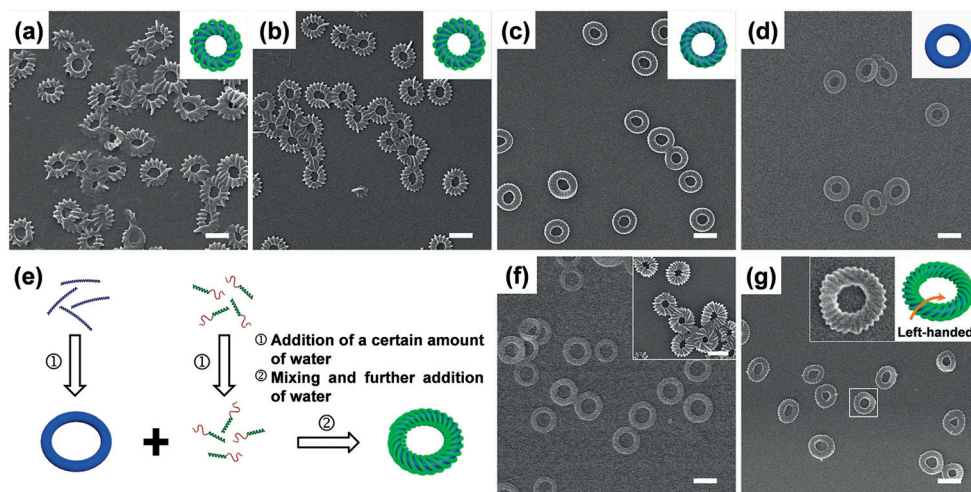 (a)
(b)
(c)
(d)
(e)
① Addition of a certain amount
of water
② Mixing and further addition
of water
①
①
②
(f)
(g)
Left-handed